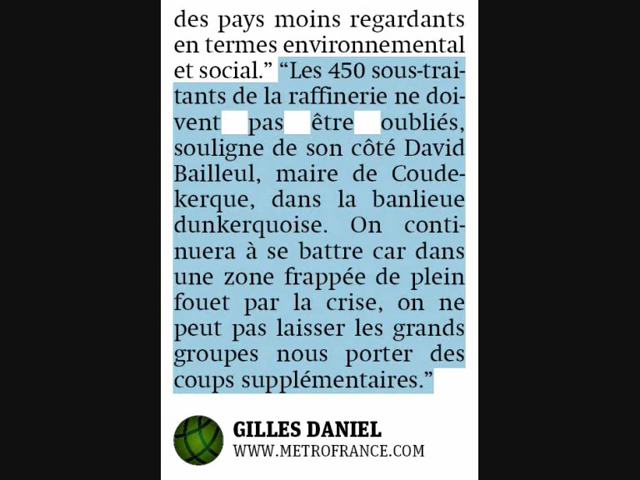 des pays moins regardants
en termes environnemental
et social.” “Les 450 sous-trai-
tants de la raffinerie ne doi-
vent pas être oubliés,
souligne de son côté David
Bailleul, maire de Coude-
kerque, dans la banlieue
dunkerquoise. On conti-
nuera à se battre car dans
une zone frappée de plein
fouet par la crise, on ne
peut pas laisser les grands
groupes nous porter des
coups supplémentaires.”
GILLES DANIEL
WWW.METROFRANCE.COM